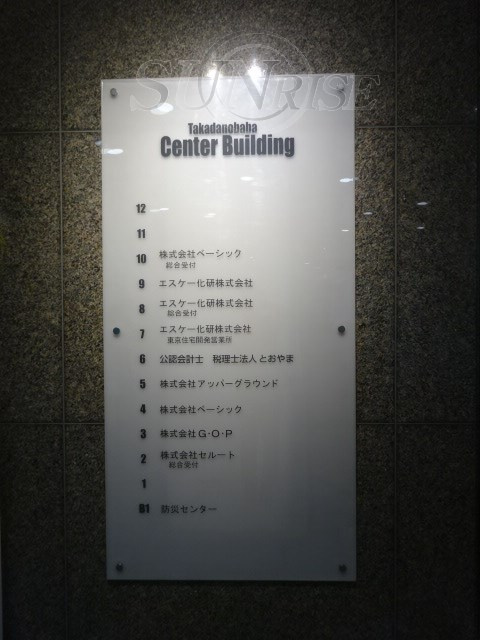 SUNRISE
Takadanobaba
Center Building
12
11
10 株式会社ベーシック
総合受付
9 エスケー化研株式会社
8 エスケー化研株式会社
総合受付
7 エスケー化研株式会社
東京住宅開発営業所
6 公認会計士 税理士法人 とおやま
5 株式会社アッパーグラウンド
4 株式会社ベーシック
3 株式会社G・O・P
2 株式会社セルート
総合受付
1
B1 防災センター